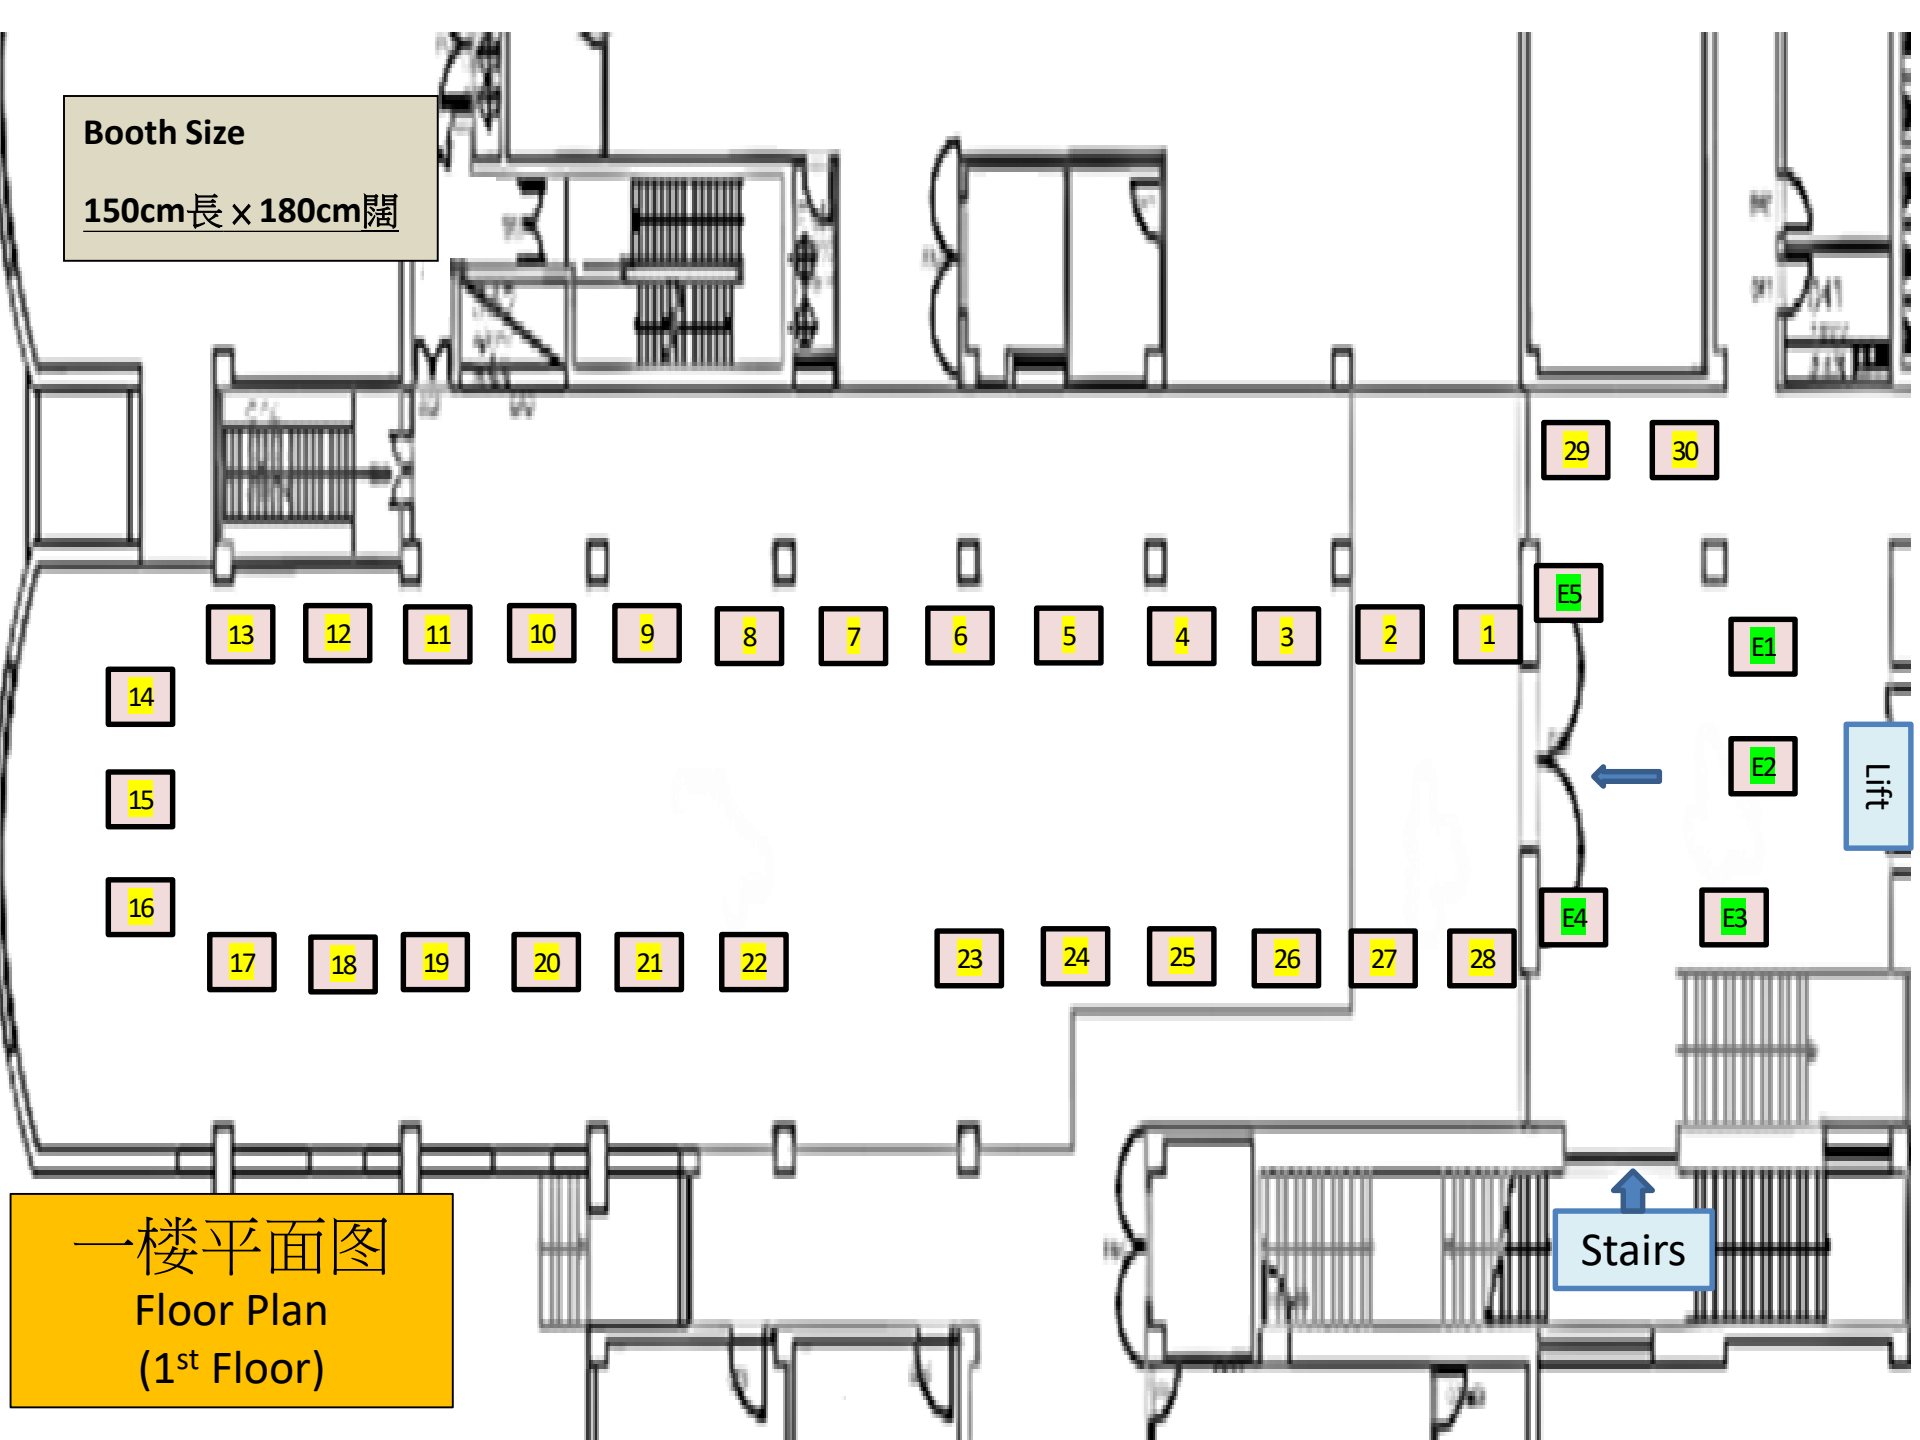 Booth Size
150cm長 x 180cm闊
29 30
E5
13 12 11 10 9 8 7 6 5 4 3 2 1
E1
14
E2
15
Lift
16
E4 E3
17 18 19 20 21 22 23 24 25 26 27 28
Stairs
一楼平面图
Floor Plan
(1st Floor)